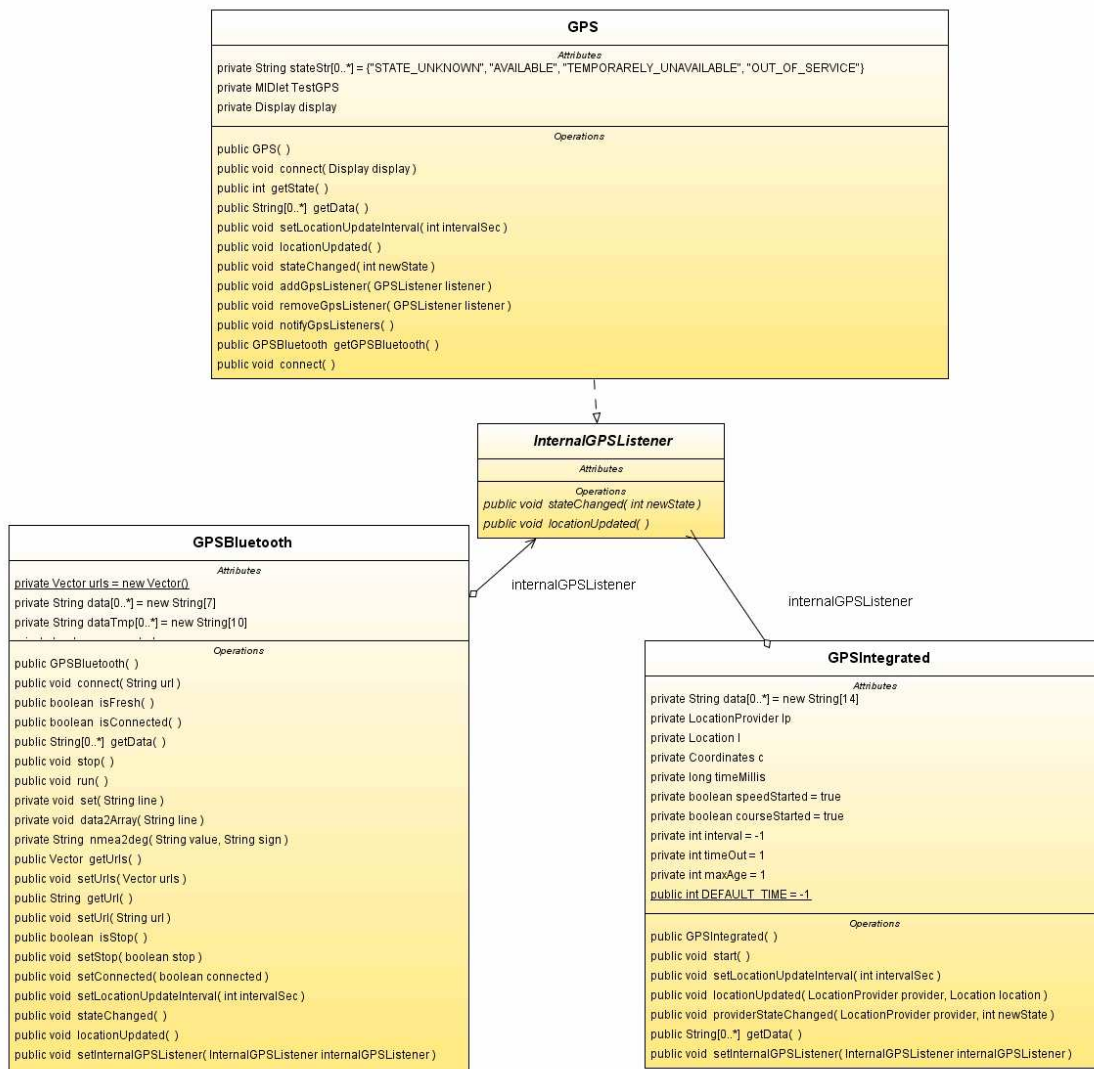 GPS
Attributes
private String stateStr[0..*] = {"STATE_UNKNOWN", "AVAILABLE", "TEMPORARELY_UNAVAILABLE", "OUT_OF_SERVICE"}
private MIDlet TestGPS
private Display display
Operations
public GPS( )
public void connect( Display display )
public int getState( )
public String[0..*] getData( )
public void setLocationUpdateInterval( int intervalSec )
public void locationUpdated( )
public void stateChanged( int newState )
public void addGpsListener( GPSListener listener )
public void removeGpsListener( GPSListener listener )
public void notifyGpsListeners( )
public GPSBluetooth getGPSBluetooth( )
public void connect( )
InternalGPSListener
Attributes
Operations
public void stateChanged( int newState )
public void locationUpdated( )
internalGPSListener
internalGPSListener
GPSBluetooth
Attributes
private Vector urls = new Vector()
private String data[0..*] = new String[7]
private String dataTmp[0..*] = new String[10]
Operations
public GPSBluetooth( )
public void connect( String url )
public boolean isFresh( )
public boolean isConnected( )
public String[0..*] getData( )
public void stop( )
public void run( )
private void set( String line )
private void data2Array( String line )
private String nmea2deg( String value, String sign )
public Vector getUrls( )
public void setUrls( Vector urls )
public String getUrl( )
public void setUrl( String url )
public boolean isStop( )
public void setStop( boolean stop )
public void setConnected( boolean connected )
public void setLocationUpdateInterval( int intervalSec )
public void stateChanged( )
public void locationUpdated( )
public void setInternalGPSListener( InternalGPSListener internalGPSListener )
GPSIntegrated
Attributes
private String data[0..*] = new String[14]
private LocationProvider lp
private Location l
private Coordinates c
private long timeMillis
private boolean speedStarted = true
private boolean courseStarted = true
private int interval = -1
private int timeOut = 1
private int maxAge = 1
public int DEFAULT_TIME = -1
Operations
public GPSIntegrated( )
public void start( )
public void setLocationUpdateInterval( int intervalSec )
public void locationUpdated( LocationProvider provider, Location location )
public void providerStateChanged( LocationProvider provider, int newState )
public String[0..*] getData( )
public void setInternalGPSListener( InternalGPSListener internalGPSListener )